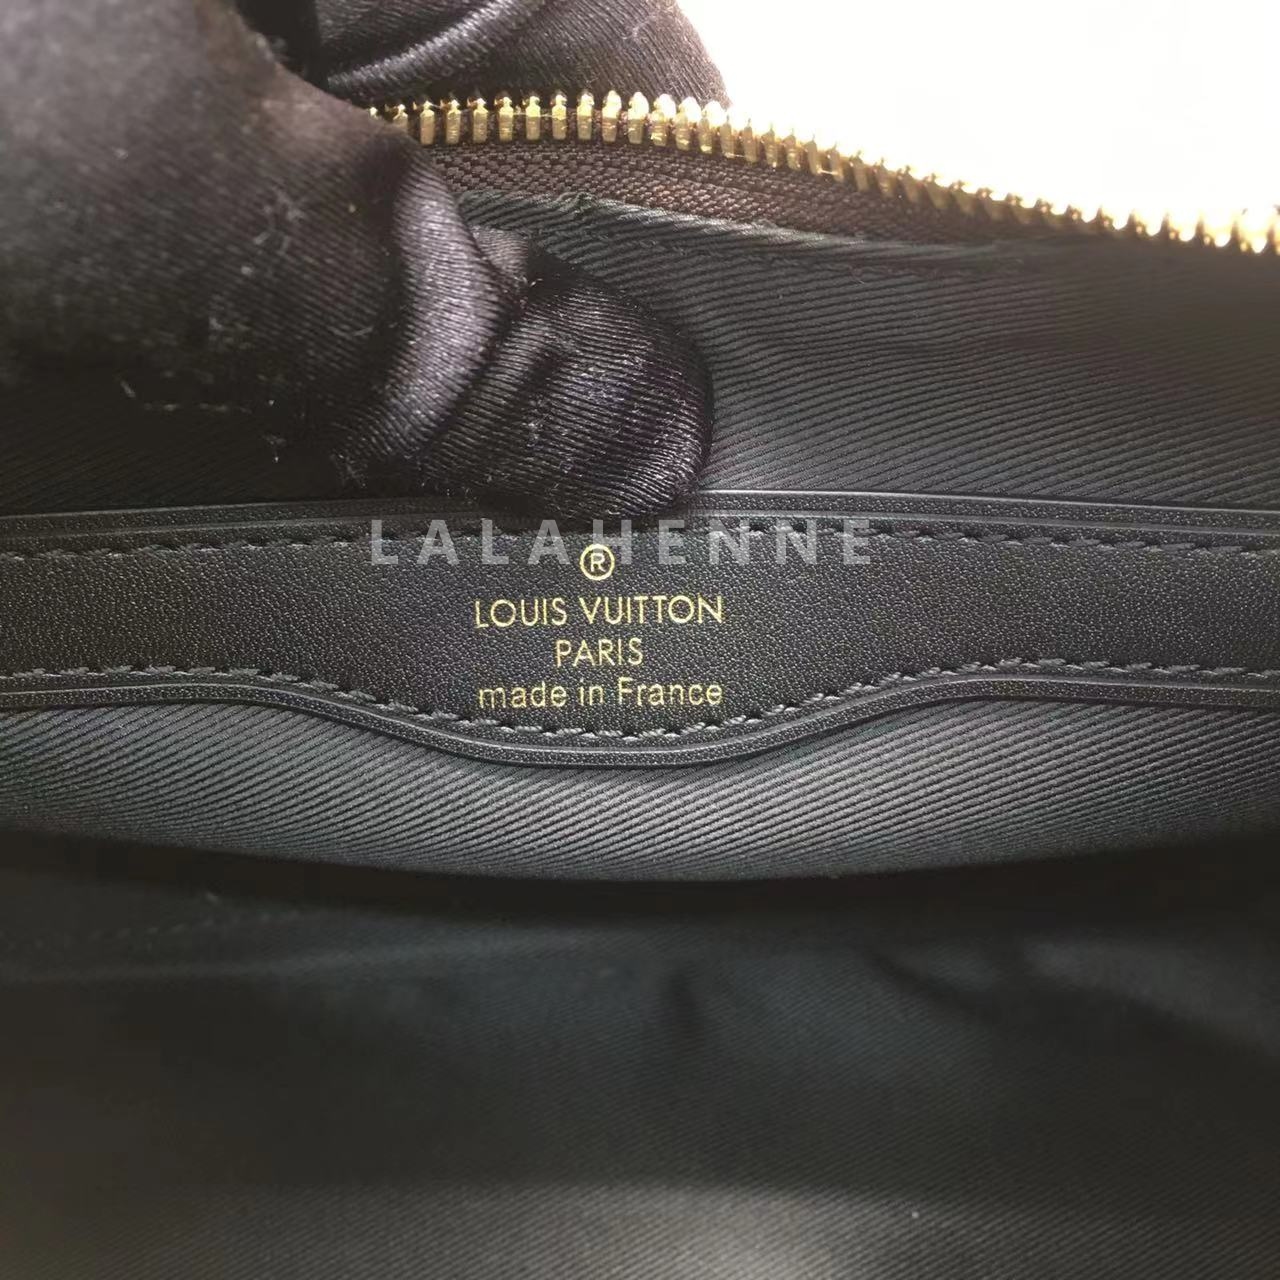 LALAHENNE
®
LOUIS VUITTON
PARIS
made in France